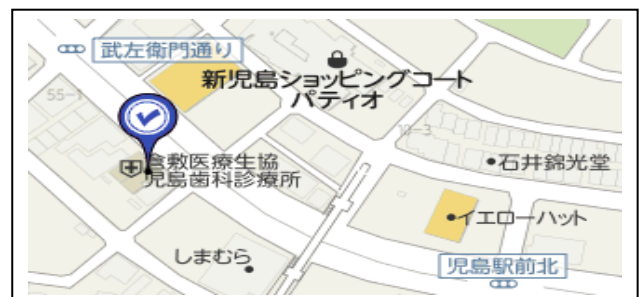 武左衛門通り
新児島ショッピングコート
パティオ
55-1
10-3
倉敷医療生協
児島歯科診療所
石井錦光堂
イエローハット
しまむら
児島駅前北